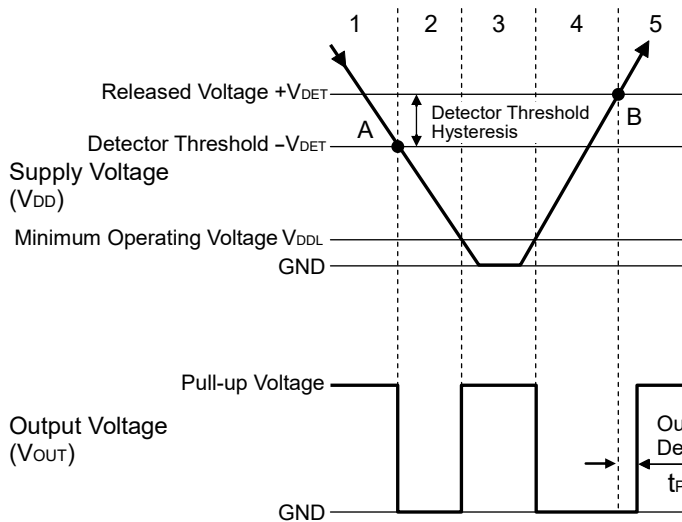 1 2 3 4 5
Released Voltage +VDET
Detector Threshold
Hysteresis
A
B
Detector Threshold –VDET
Supply Voltage
(VDD)
Minimum Operating Voltage VDDL
GND
Pull-up Voltage
Output Voltage
(VOUT)
GND